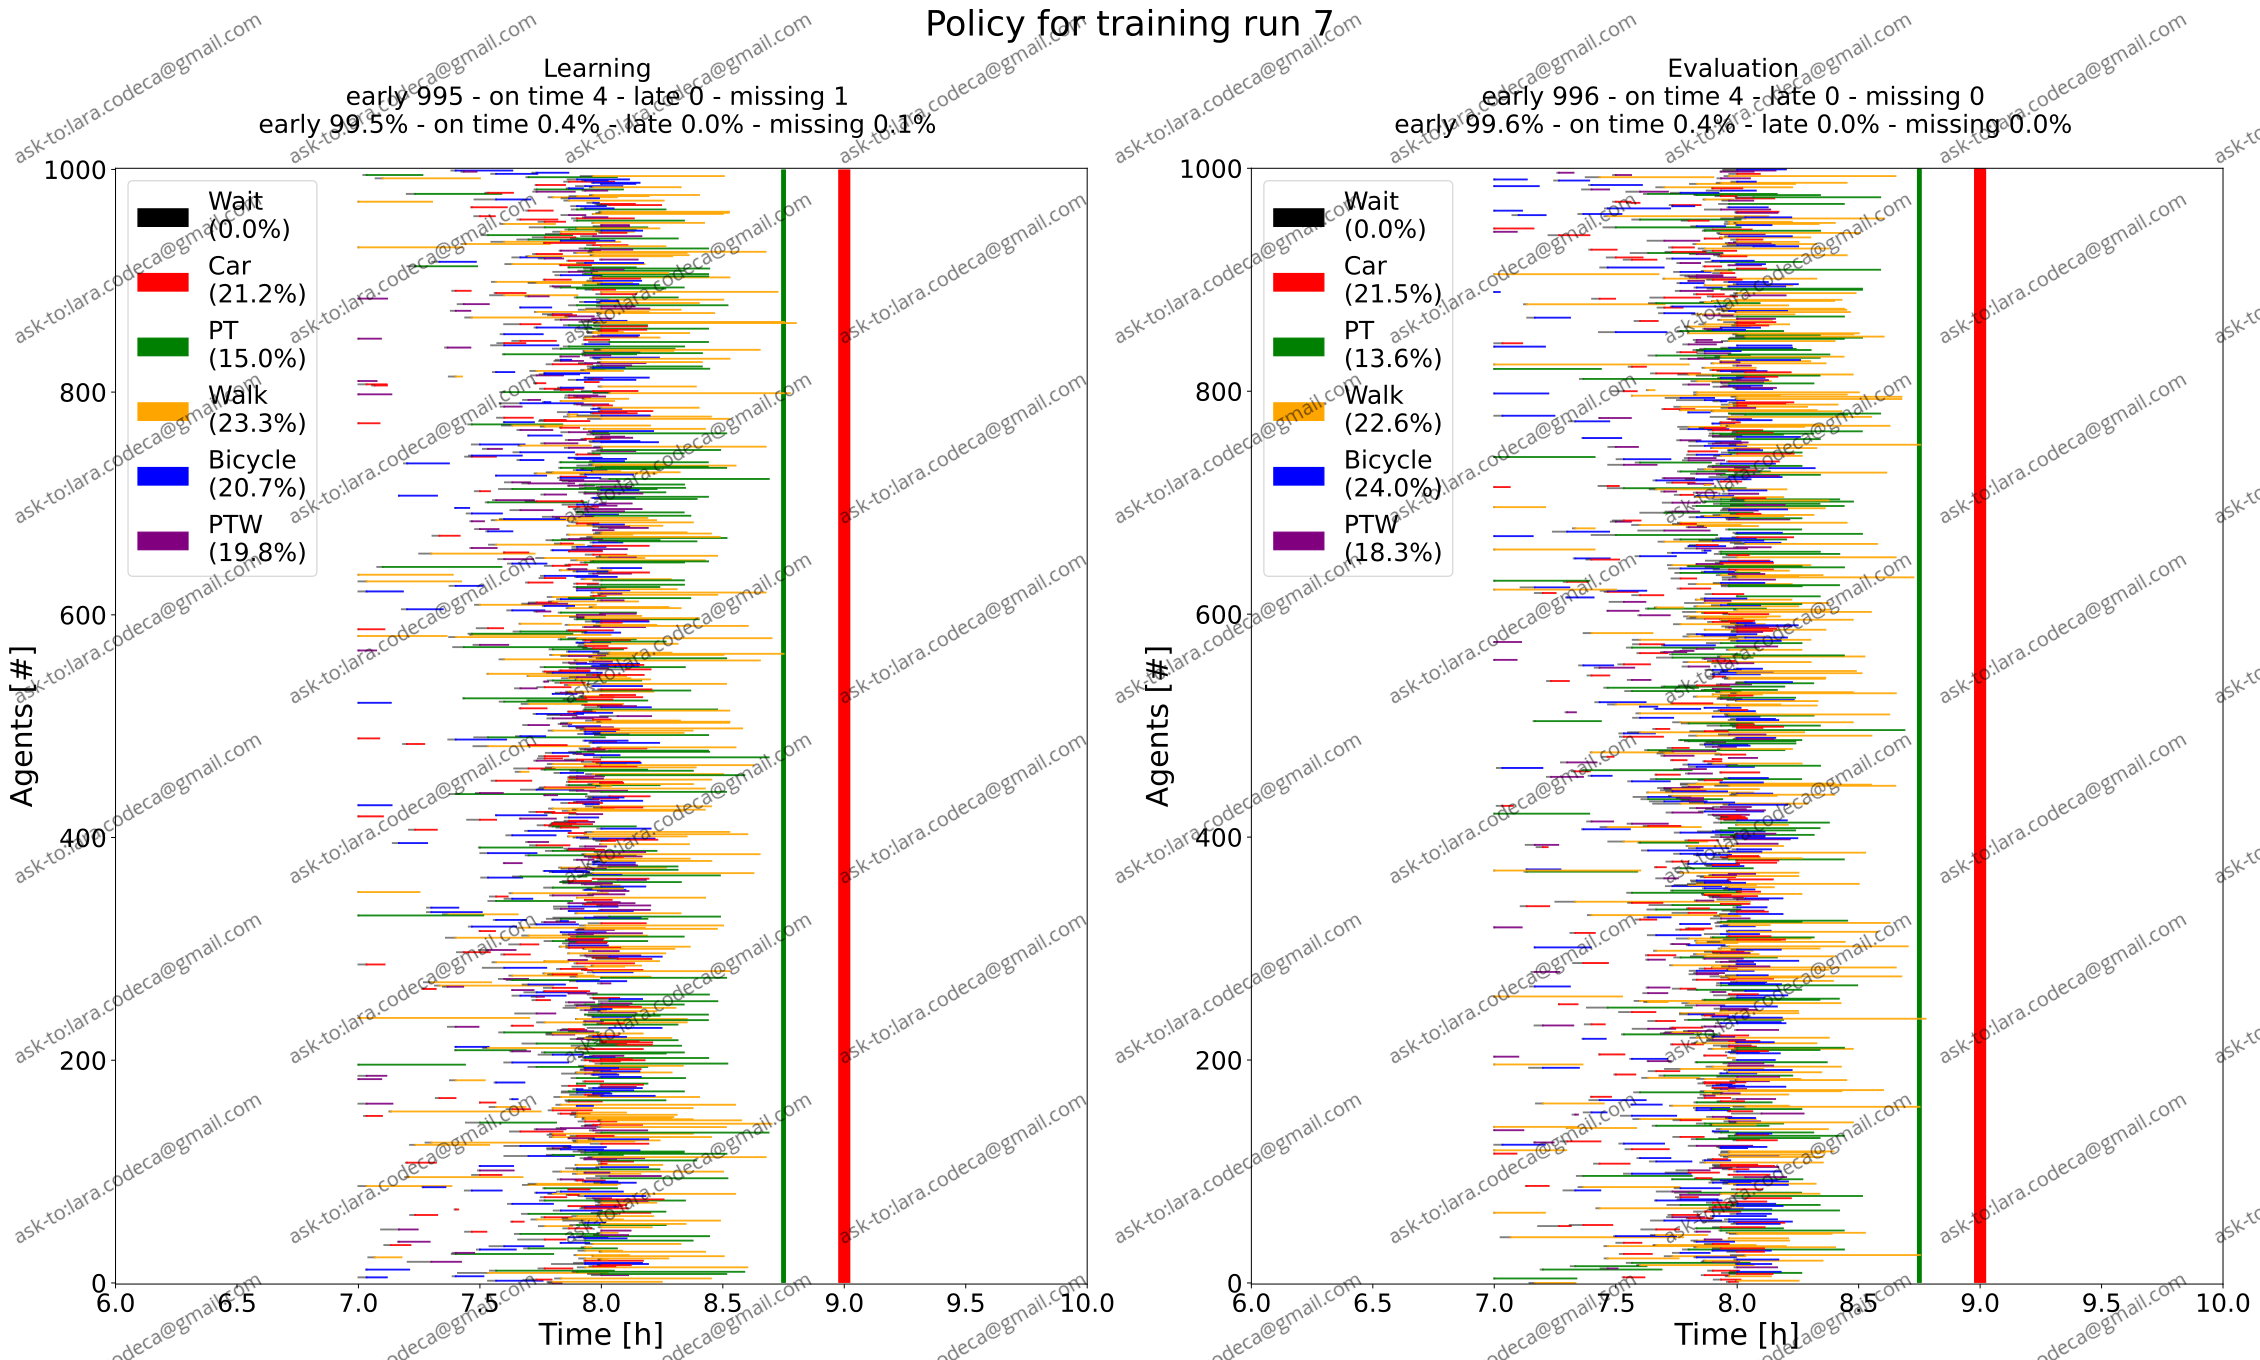 Policy for training run 7
Learning
early 995 - on time 4 - late 0 - missing 1
early 99.5% - on time 0.4% - late 0.0% - missing 0.1%
Wait
(0.0%)
Car
(21.2%)
PT
(15.0%)
Walk
(23.3%)
Bicycle
(20.7%)
PTW
(19.8%)
Agents [#]
1000
800
600
400
200
0
6.0 6.5 7.0 7.5 8.0 8.5 9.0 9.5 10.0
Time [h]
Evaluation
early 996 - on time 4 - late 0 - missing 0
early 99.6% - on time 0.4% - late 0.0% - missing 0.0%
Wait
(0.0%)
Car
(21.5%)
PT
(13.6%)
Walk
(22.6%)
Bicycle
(24.0%)
PTW
(18.3%)
Agents [#]
1000
800
600
400
200
0
6.0 6.5 7.0 7.5 8.0 8.5 9.0 9.5 10.0
Time [h]
ask-to:lara.codeca@gmail.com